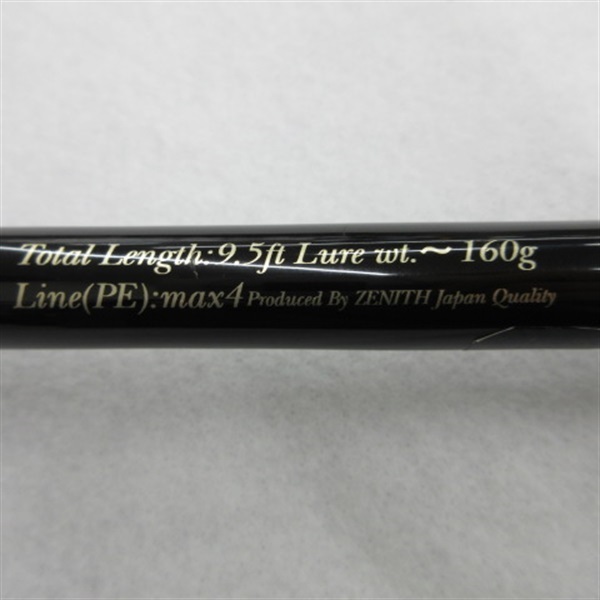 Total Length: 9.5ft Lure wt.~160g
Line(PE):max4 Produced By ZENITH Japan Quality